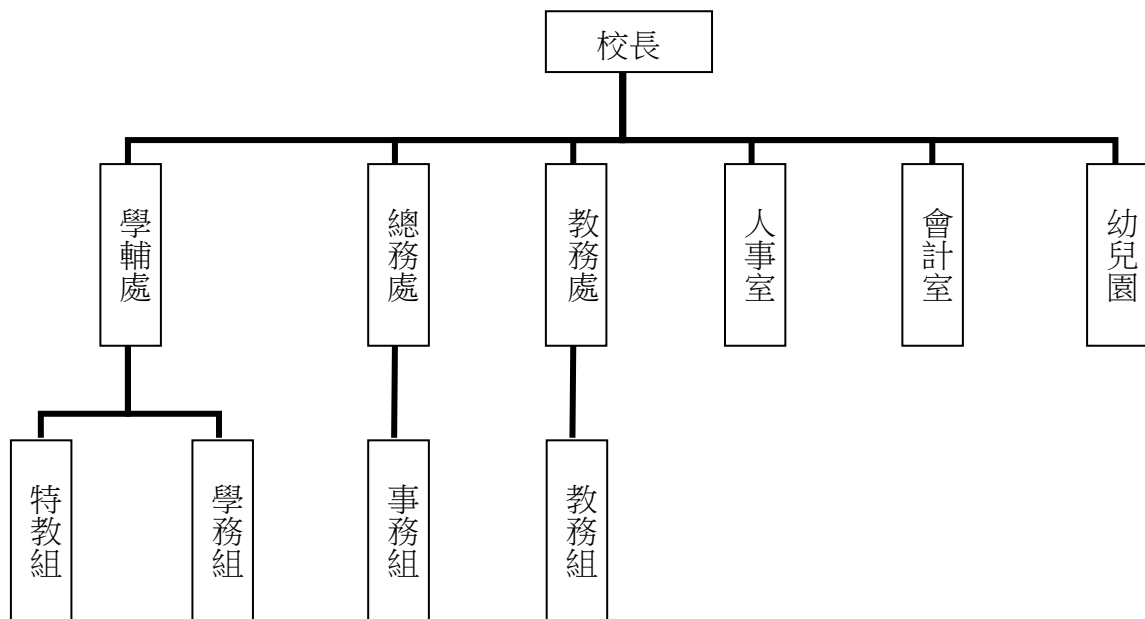 校長
學輔處
總務處
教務處
人事室
會計室
幼兒園
特教組
學務組
事務組
教務組